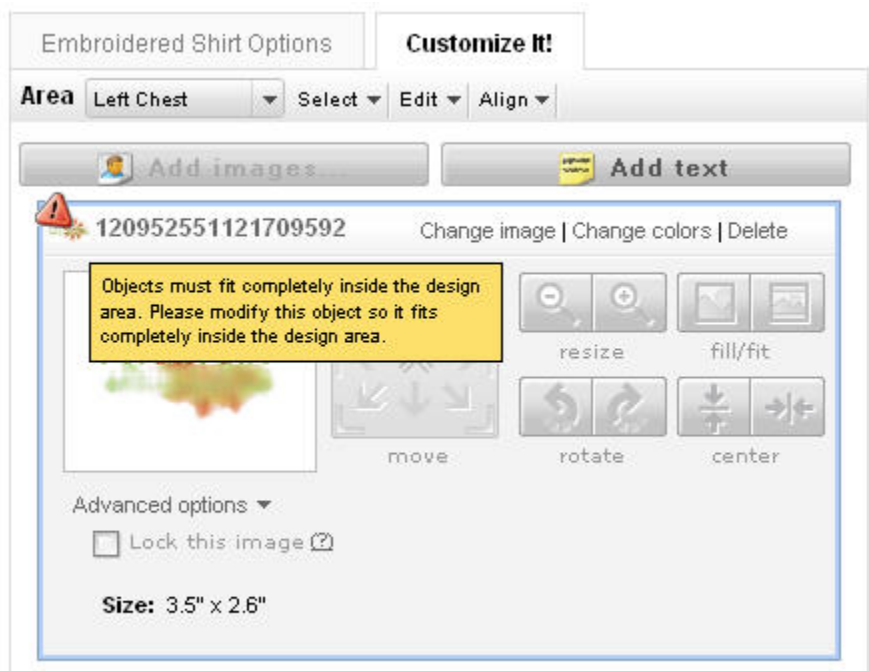 Embroidered Shirt Options
Customize It!
Area Left Chest Select Edit Align
Add images... Add text
120952551121709592 Change image | Change colors | Delete
Objects must fit completely inside the design
area. Please modify this object so it fits
completely inside the design area.
resize fill/fit
move rotate center
Advanced options
Lock this image (?)
Size: 3.5" x 2.6"